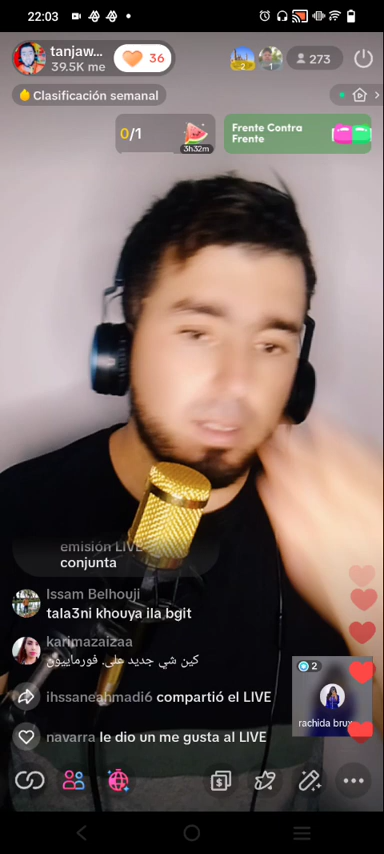 22:03
tanjaw...
39.5K me
36
2
1
273
Clasificación semanal
0/1
3h32m
Frente Contra
Frente
emisión LIVE
conjunta
Issam Belhouji
tala3ni khouya ila bgit
karimazaizaa
كين شي جديد على. فورماييون
2
ihssaneahmadi6 compartió el LIVE
rachida brux
navarra le dio un me gusta al LIVE